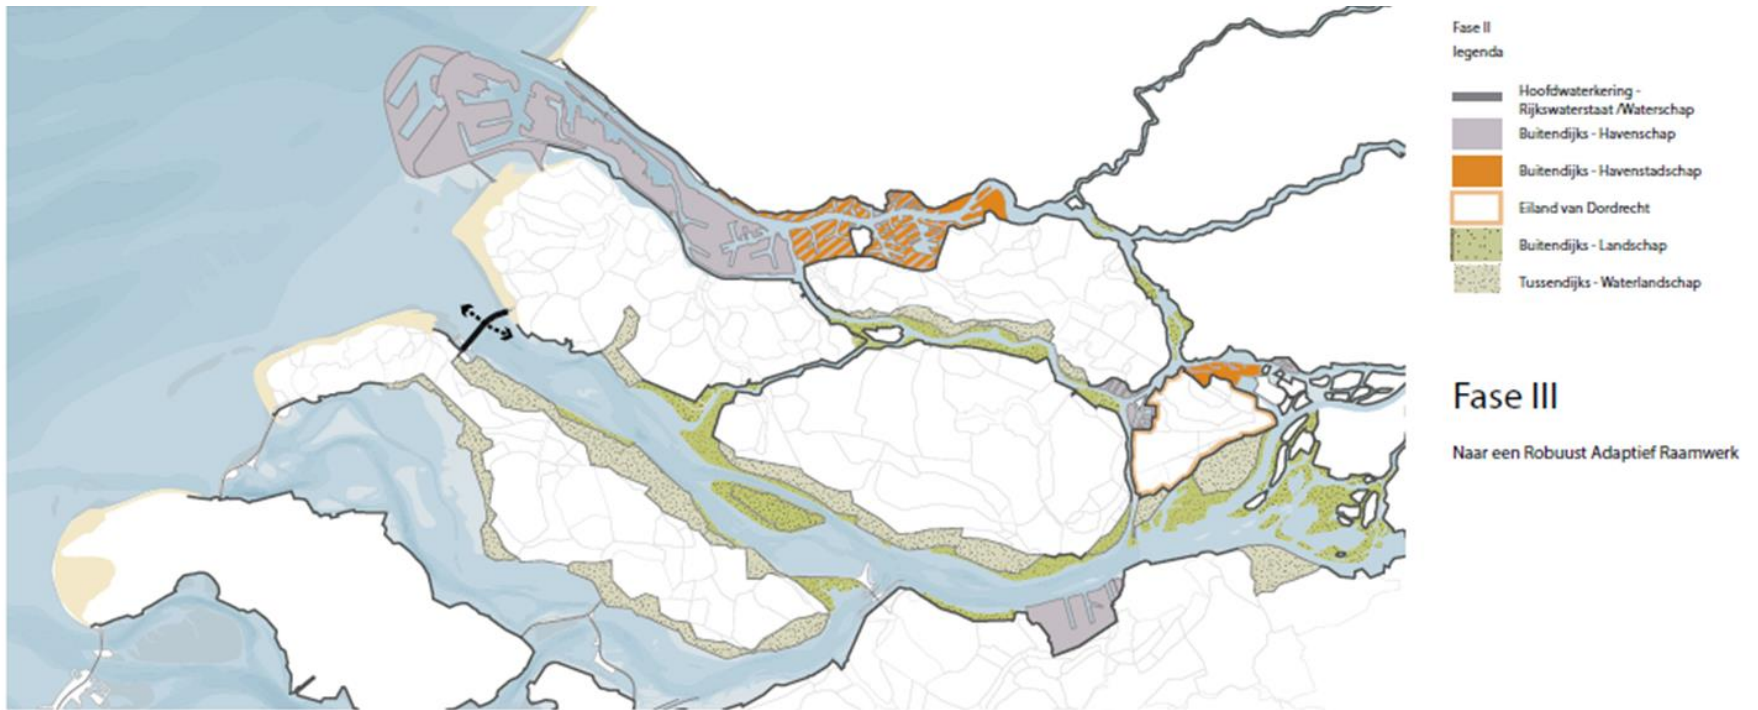 Fase II
legenda
Hoofdwaterkering -
Rijkswaterstaat /Waterschap
Buitendijks - Havenschap
Buitendijks - Havenstadschap
Eiland van Dordrecht
Buitendijks - Landschap
Tussendijks - Waterlandschap
Fase III
Naar een Robuust Adaptief Raamwerk